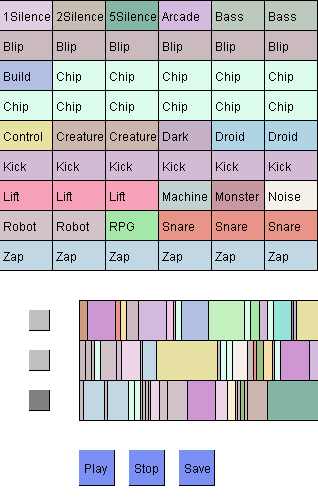 1Silence 2Silence 5Silence Arcade Bass Bass
Blip Blip Blip Blip Blip Blip
Build Chip Chip Chip Chip Chip
Chip Chip Chip Chip Chip Chip
Control Creature Creature Dark Droid Droid
Kick Kick Kick Kick Kick Kick
Lift Lift Lift Machine Monster Noise
Robot Robot RPG Snare Snare Snare
Zap Zap Zap Zap Zap Zap
Play Stop Save